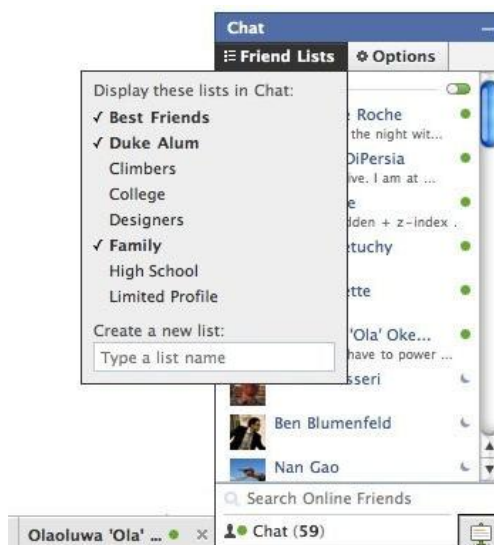 Chat
Friend Lists
Options
Display these lists in Chat:
Best Friends
Duke Alum
Climbers
College
Designers
Family
High School
Limited Profile
Create a new list:
Type a list name
Roche
the night wit...
DiPersia
ive. I am at ...
e
dden + z-index .
etuchy
ette
'Ola' Oke...
have to power ...
sseri
Ben Blumenfeld
Nan Gao
Search Online Friends
Olaoluwa 'Ola' ...
Chat (59)